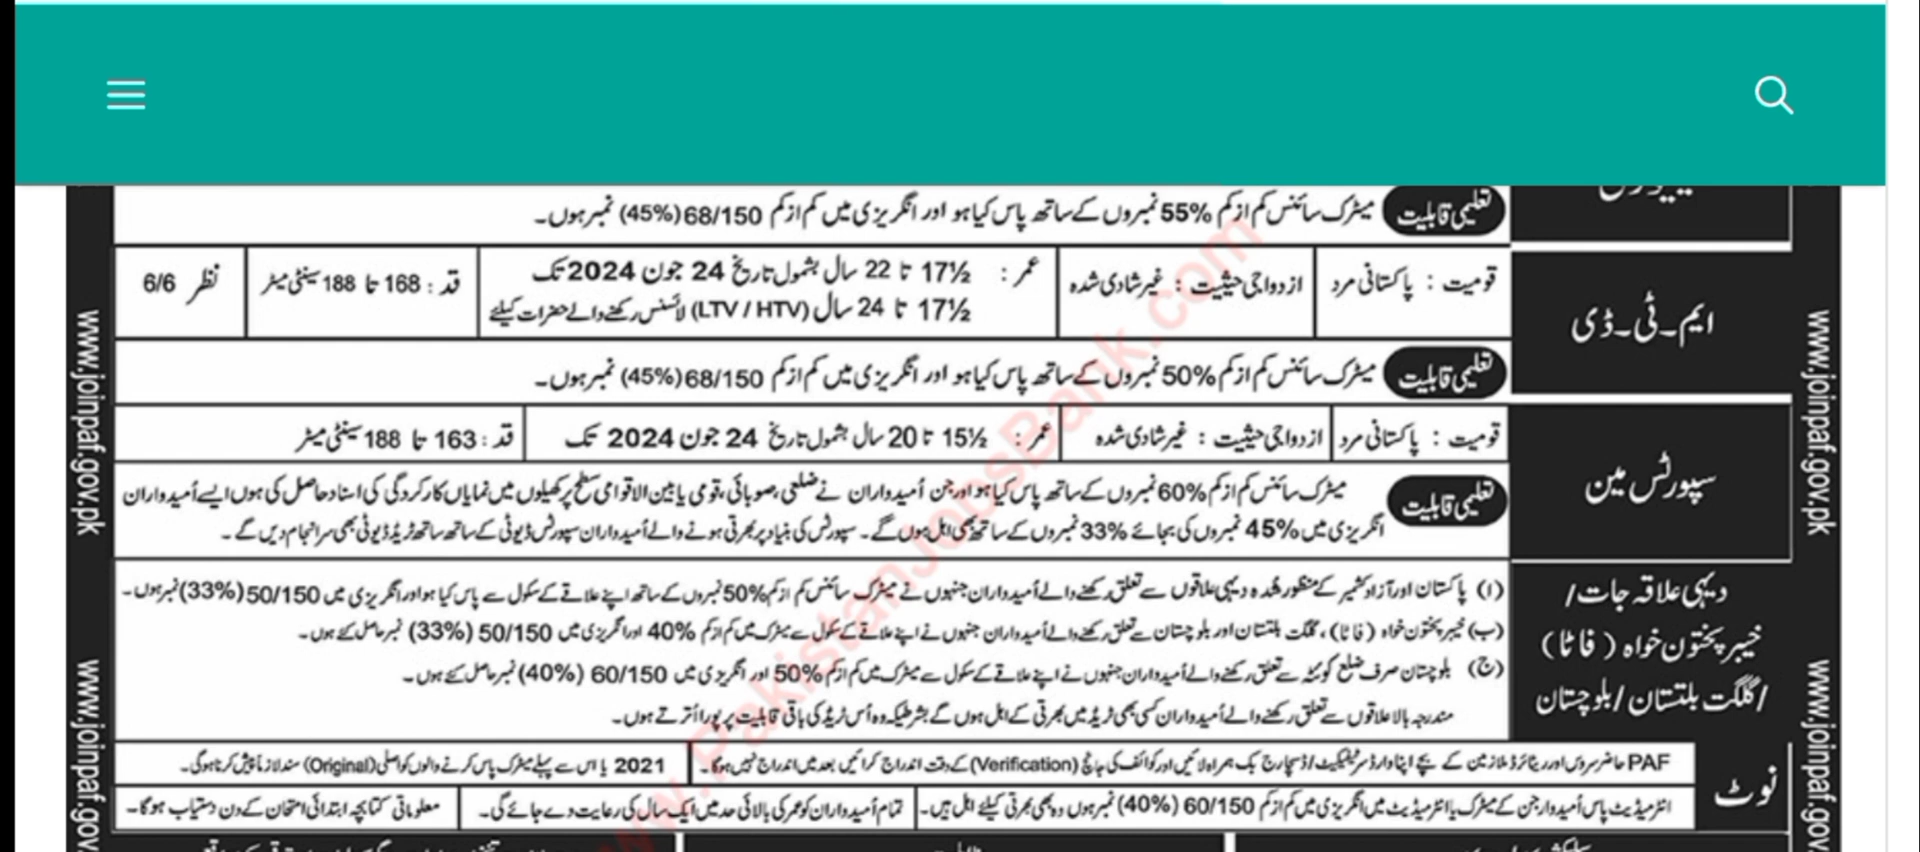 تعلیمی قابلیت میٹرک سائنس کم از کم %55 نمبروں کے ساتھ پاس کیا ہو اور انگریزی میں کم از کم 68/150 (45%) نمبر ہوں۔
ایم۔ٹی۔ڈی
قومیت : پاکستانی مرد
ازدواجی حیثیت : غیر شادی شدہ
عمر : 17½ تا 22 سال بشمول تاریخ 24 جون 2024 تک
17½ تا 24 سال (LTV / HTV) لائسنس رکھنے والے حضرات کیلئے
قد : 168 تا 188 سینٹی میٹر
نظر 6/6
تعلیمی قابلیت میٹرک سائنس کم از کم %50 نمبروں کے ساتھ پاس کیا ہو اور انگریزی میں کم از کم 68/150 (45%) نمبر ہوں۔
سپورٹس مین
قومیت : پاکستانی مرد
ازدواجی حیثیت : غیر شادی شدہ
عمر : 15½ تا 20 سال بشمول تاریخ 24 جون 2024 تک
قد : 163 تا 188 سینٹی میٹر
تعلیمی قابلیت میٹرک سائنس کم از کم %60 نمبروں کے ساتھ پاس کیا ہو اور جن اُمیدواران نے ضلعی، صوبائی، قومی یا بین الاقوامی سطح پر کھیلوں میں نمایاں کارکردگی کی اسناد حاصل کی ہوں ایسے اُمیدواران
انگریزی میں %45 نمبروں کی بجائے %33 نمبروں کے ساتھ بھی اہل ہوں گے۔ سپورٹس کی بنیاد پر بھرتی ہونے والے اُمیدواران سپورٹس ڈیوٹی کے ساتھ ساتھ ٹریڈ ڈیوٹی بھی سرانجام دیں گے۔
دیہی علاقہ جات/
خیبر پختون خواہ (فاٹا)
/گلگت بلتستان/بلوچستان
(ا) پاکستان اور آزاد کشمیر کے منظور شدہ دیہی علاقوں سے تعلق رکھنے والے اُمیدواران جنہوں نے میٹرک سائنس کم از کم %50 نمبروں کے ساتھ اپنے علاقے کے سکول سے پاس کیا ہو اور انگریزی میں 50/150 (33%) نمبر ہوں۔
(ب) خیبر پختون خواہ (فاٹا)، گلگت بلتستان اور بلوچستان سے تعلق رکھنے والے اُمیدواران جنہوں نے اپنے علاقے کے سکول سے میٹرک میں کم از کم %40 اور انگریزی میں 50/150 (33%) نمبر حاصل کئے ہوں۔
(ج) بلوچستان صرف ضلع کوئٹہ سے تعلق رکھنے والے اُمیدواران جنہوں نے اپنے علاقے کے سکول سے میٹرک میں کم از کم %50 اور انگریزی میں 60/150 (40%) نمبر حاصل کئے ہوں۔
مندرجہ بالا علاقوں سے تعلق رکھنے والے اُمیدواران کسی بھی ٹریڈ میں بھرتی کے اہل ہوں گے بشرطیکہ وہ اُس ٹریڈ کی باقی قابلیت پر پورا اُترتے ہوں۔
نوٹ
PAF حاضر سروس اور ریٹائرڈ ملازمین کے بچے اپنا وارڈ سرٹیفکیٹ/ڈسچارج بک ہمراہ لائیں اور کوائف کی جانچ (Verification) کے وقت اندراج کرائیں بعد میں اندراج نہیں ہوگا۔
2021 یا اس سے پہلے میٹرک پاس کرنے والوں کو اصلی (Original) سند لازماً پیش کرنا ہوگی۔
انٹرمیڈیٹ پاس اُمیدوار جن کے میٹرک یا انٹرمیڈیٹ میں انگریزی میں کم از کم 60/150 (40%) نمبر ہوں وہ بھی بھرتی کیلئے اہل ہیں۔
تمام اُمیدواران کو عمر کی بالائی حد میں ایک سال کی رعایت دے جائے گی۔
معلوماتی کتابچہ ابتدائی امتحان کے دن دستیاب ہوگا۔
www.joinpaf.gov.pk
www.joinpaf.gov.
www.joinpaf.gov.pk
www.joinpaf.gov.
www.PakistanJobsBank.com